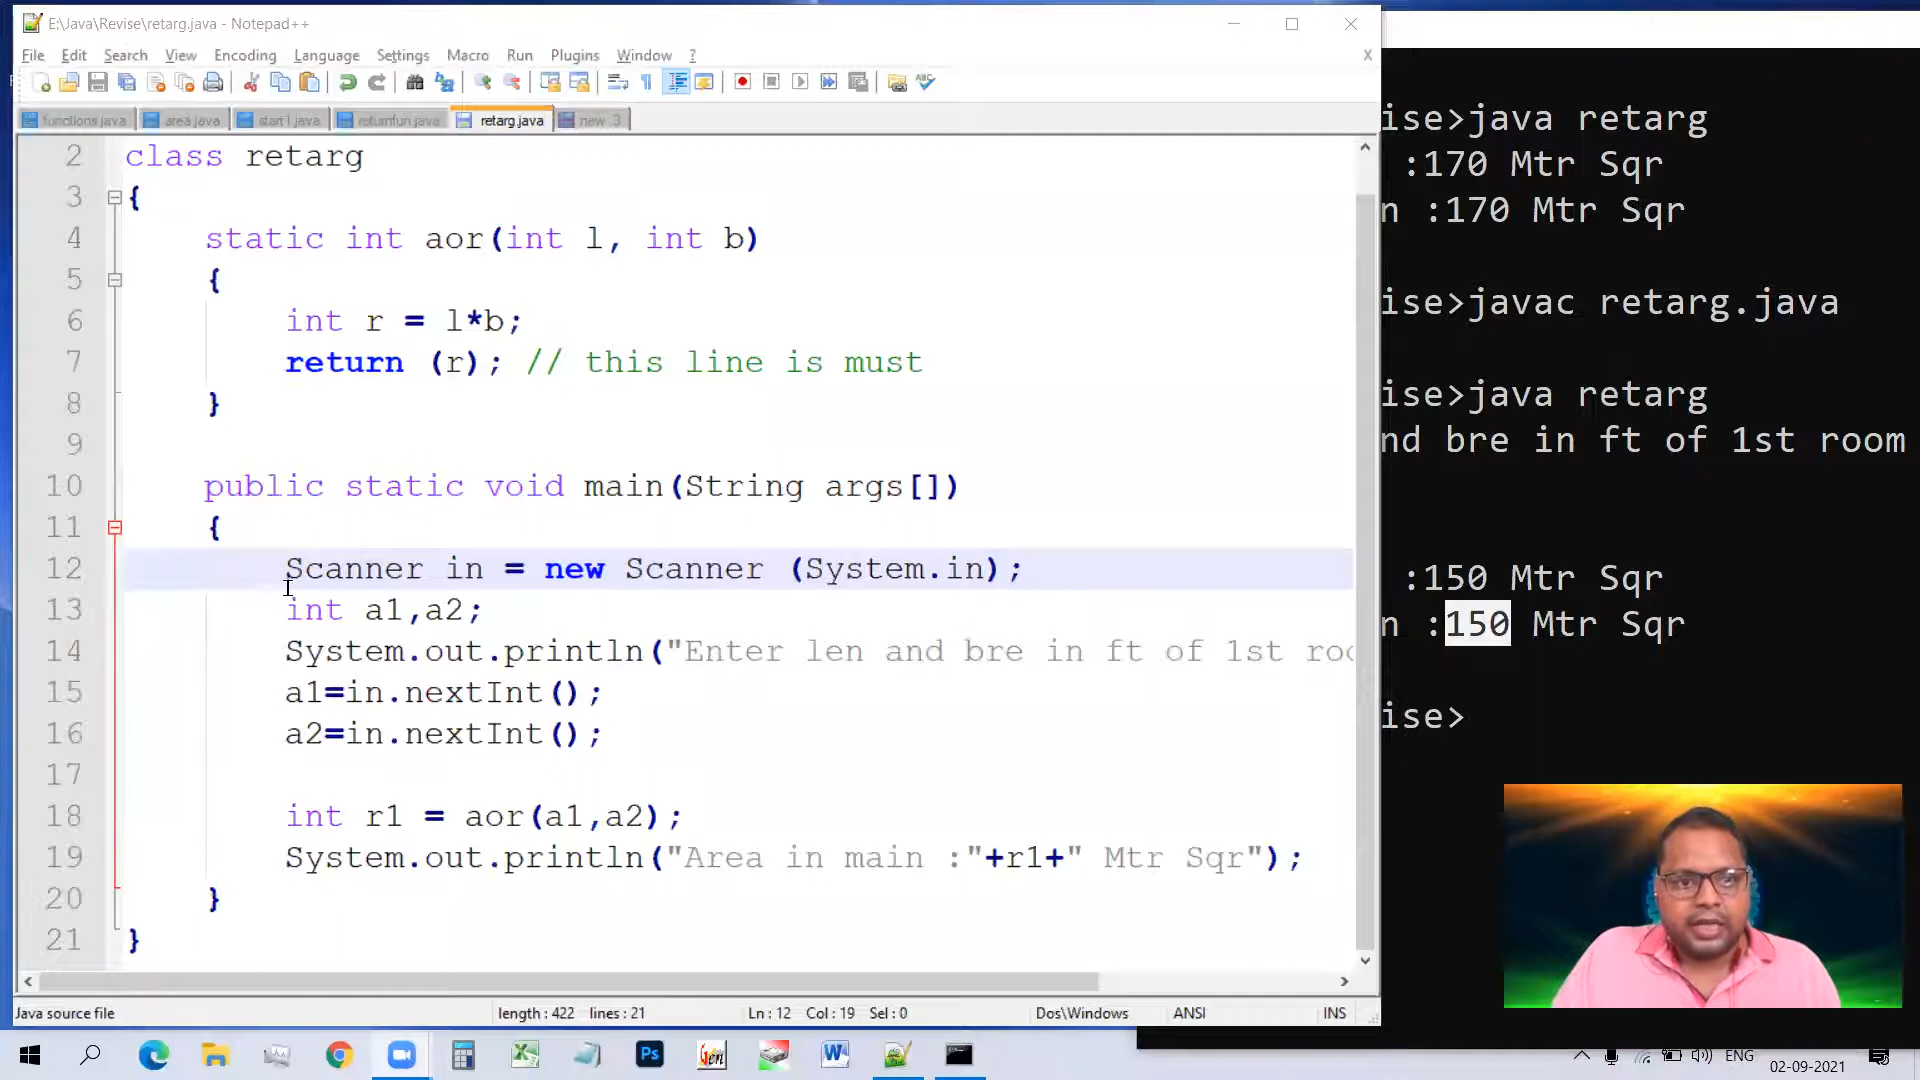 E:\Java\Revise\retarg.java - Notepad++
File Edit Search View Encoding Language Settings Macro Run Plugins Window ? X
functions.java area.java start1.java returnfun.java retarg.java new 3
2 class retarg
3 {
4 static int aor(int l, int b)
5 {
6 int r = l*b;
7 return (r); // this line is must
8 }
9
10 public static void main(String args[])
11 {
12 Scanner in = new Scanner (System.in);
13 int a1,a2;
14 System.out.println("Enter len and bre in ft of 1st roo
15 a1=in.nextInt();
16 a2=in.nextInt();
17
18 int r1 = aor(a1,a2);
19 System.out.println("Area in main :"+r1+" Mtr Sqr");
20 }
21 }
Java source file length : 422 lines : 21 Ln : 12 Col : 19 Sel : 0 Dos\Windows ANSI INS
ise>java retarg
:170 Mtr Sqr
n :170 Mtr Sqr
ise>javac retarg.java
ise>java retarg
nd bre in ft of 1st room
:150 Mtr Sqr
n :150 Mtr Sqr
ise>
Ps Gen W ENG
02-09-2021